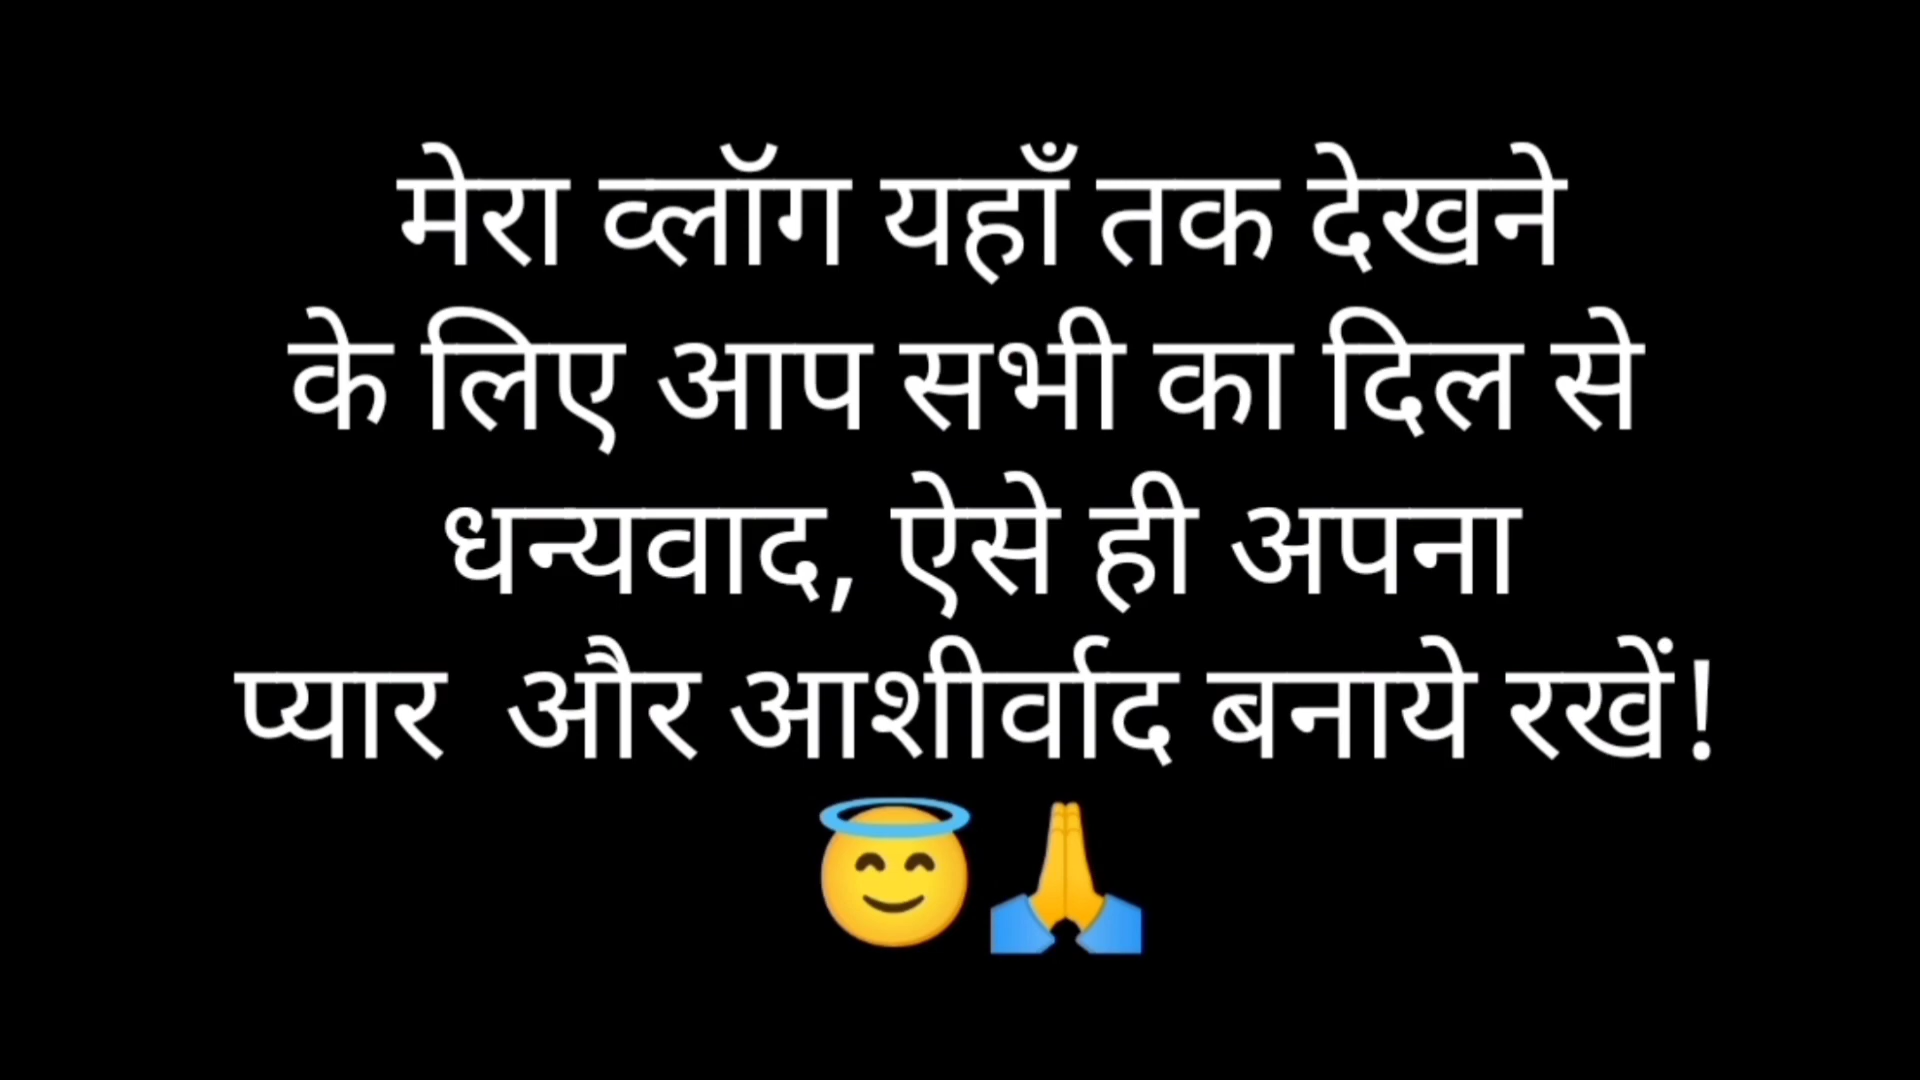 मेरा व्लॉग यहाँ तक देखने
के लिए आप सभी का दिल से
धन्यवाद, ऐसे ही अपना
प्यार  और आशीर्वाद बनाये रखें!
😇🙏